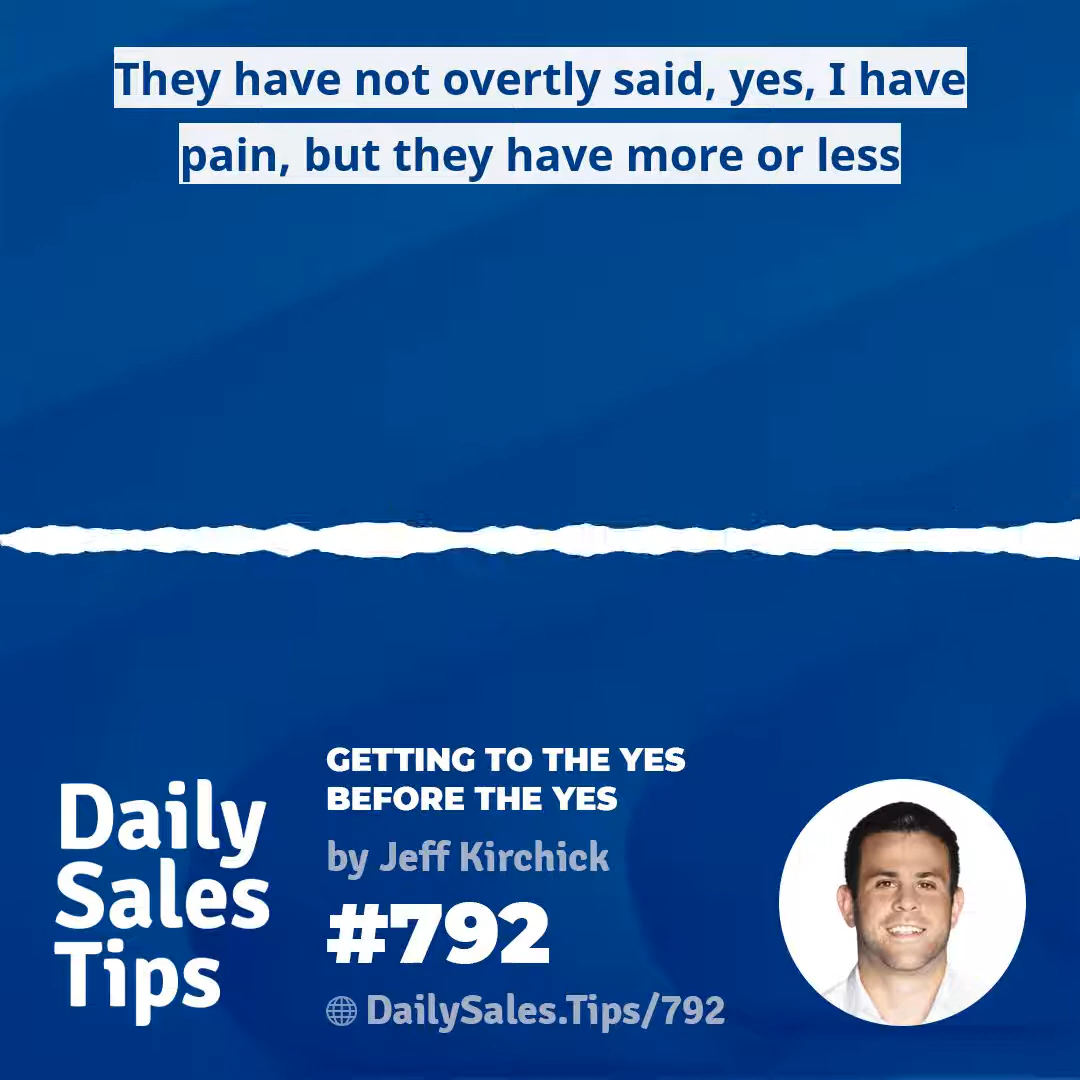 They have not overtly said, yes, I have
pain, but they have more or less
GETTING TO THE YES
BEFORE THE YES
by Jeff Kirchick
#792
DailySales.Tips/792
Daily
Sales
Tips